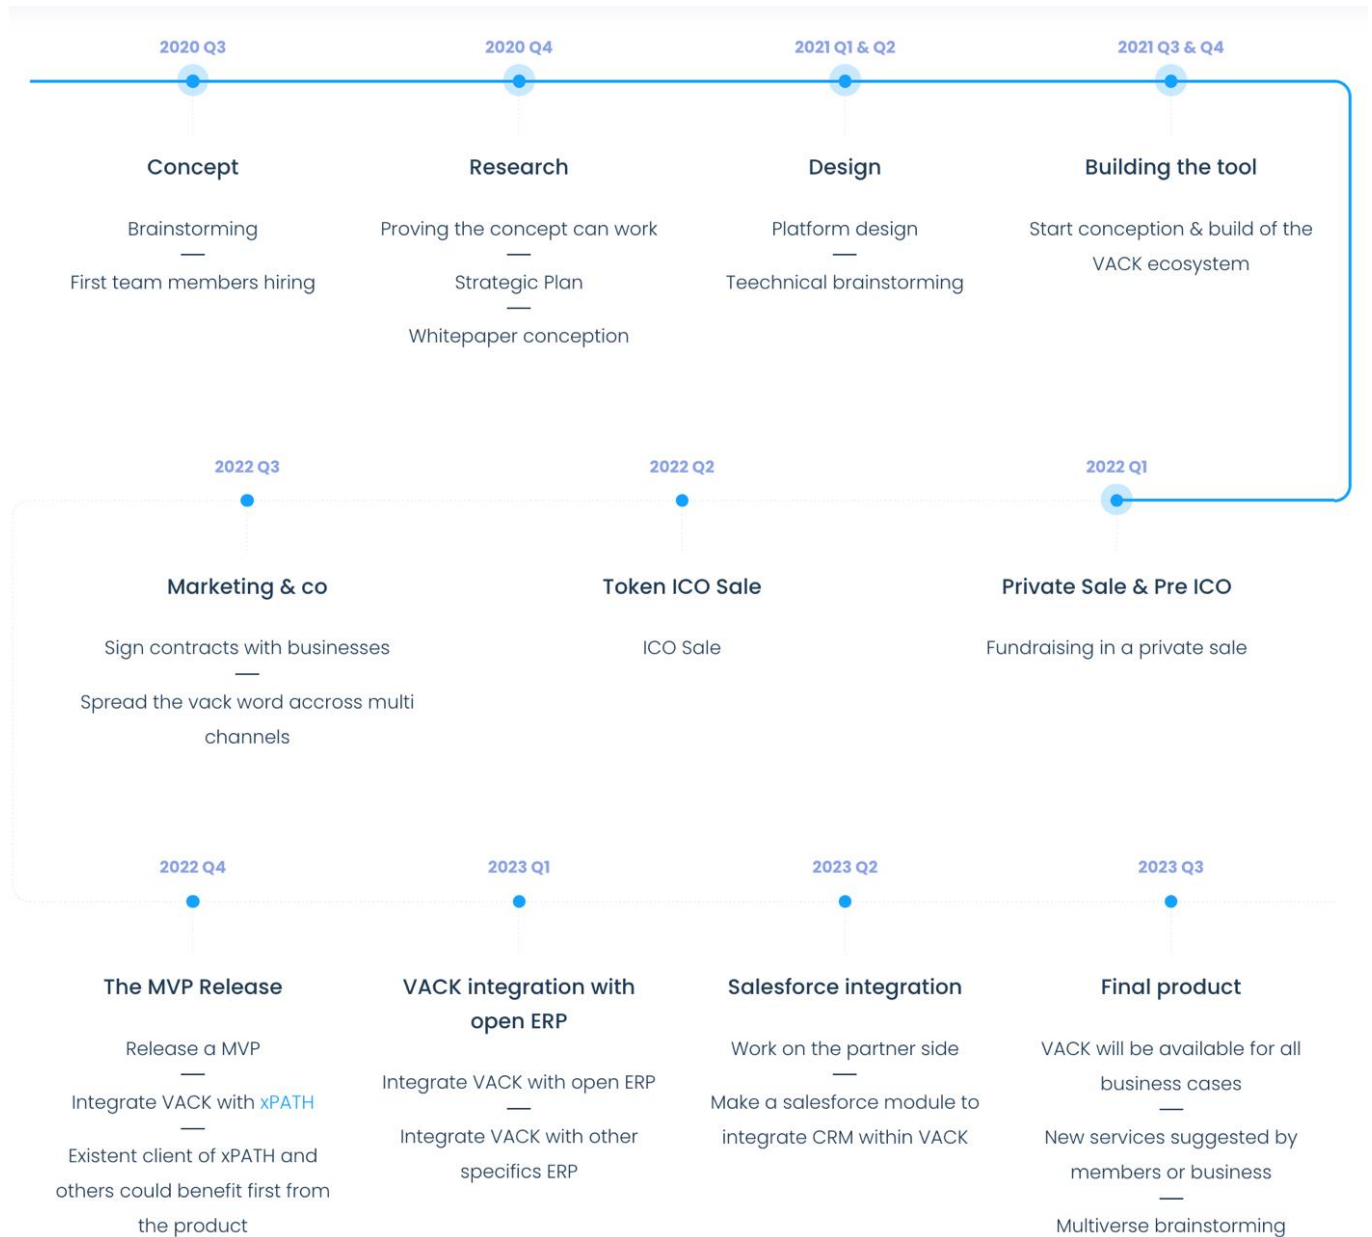 2020 Q3
2020 Q4
2021 Q1 & Q2
2021 Q3 & Q4
Concept
Research
Design
Building the tool
Brainstorming
First team members hiring
Proving the concept can work
Strategic Plan
Whitepaper conception
Platform design
Teechnical brainstorming
Start conception & build of the
VACK ecosystem
2022 Q3
2022 Q2
2022 Q1
Marketing & co
Token ICO Sale
Private Sale & Pre ICO
Sign contracts with businesses
Spread the vack word accross multi
channels
ICO Sale
Fundraising in a private sale
2022 Q4
2023 Q1
2023 Q2
2023 Q3
The MVP Release
Release a MVP
Integrate VACK with xPATH
Existent client of xPATH and
others could benefit first from
the product
VACK integration with
open ERP
Integrate VACK with open ERP
Integrate VACK with other
specifics ERP
Salesforce integration
Work on the partner side
Make a salesforce module to
integrate CRM within VACK
Final product
VACK will be available for all
business cases
New services suggested by
members or business
Multiverse brainstorming